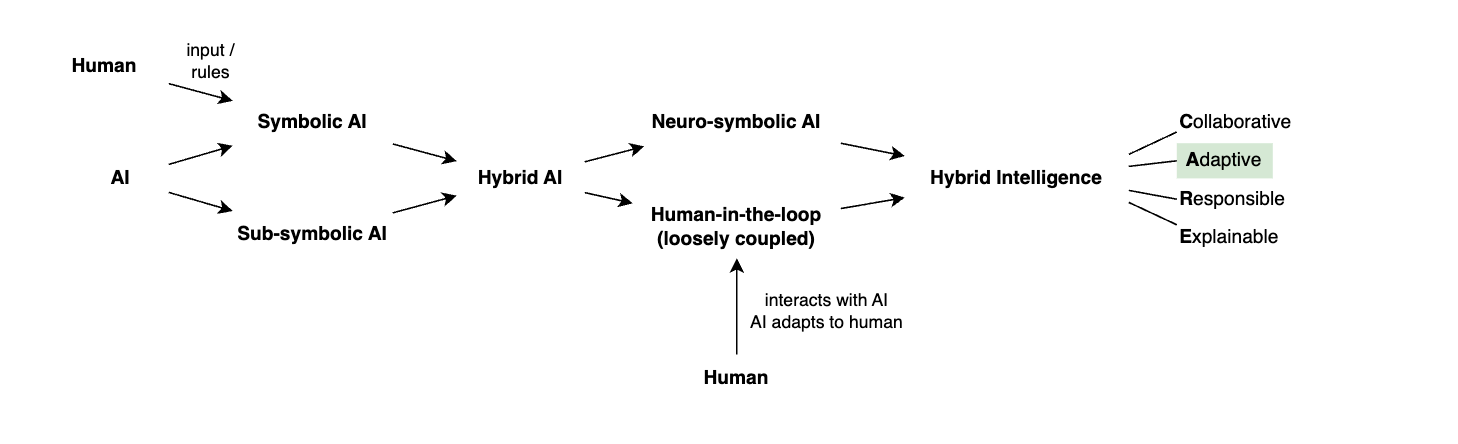 Human
input /
rules
Symbolic AI
AI
Sub-symbolic AI
Hybrid AI
Neuro-symbolic AI
Human-in-the-loop
(loosely coupled)
interacts with AI
AI adapts to human
Human
Hybrid Intelligence
Collaborative
Adaptive
Responsible
Explainable